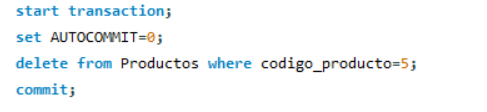 start transaction;
set AUTOCOMMIT=0;
delete from Productos where codigo_producto=5;
commit;